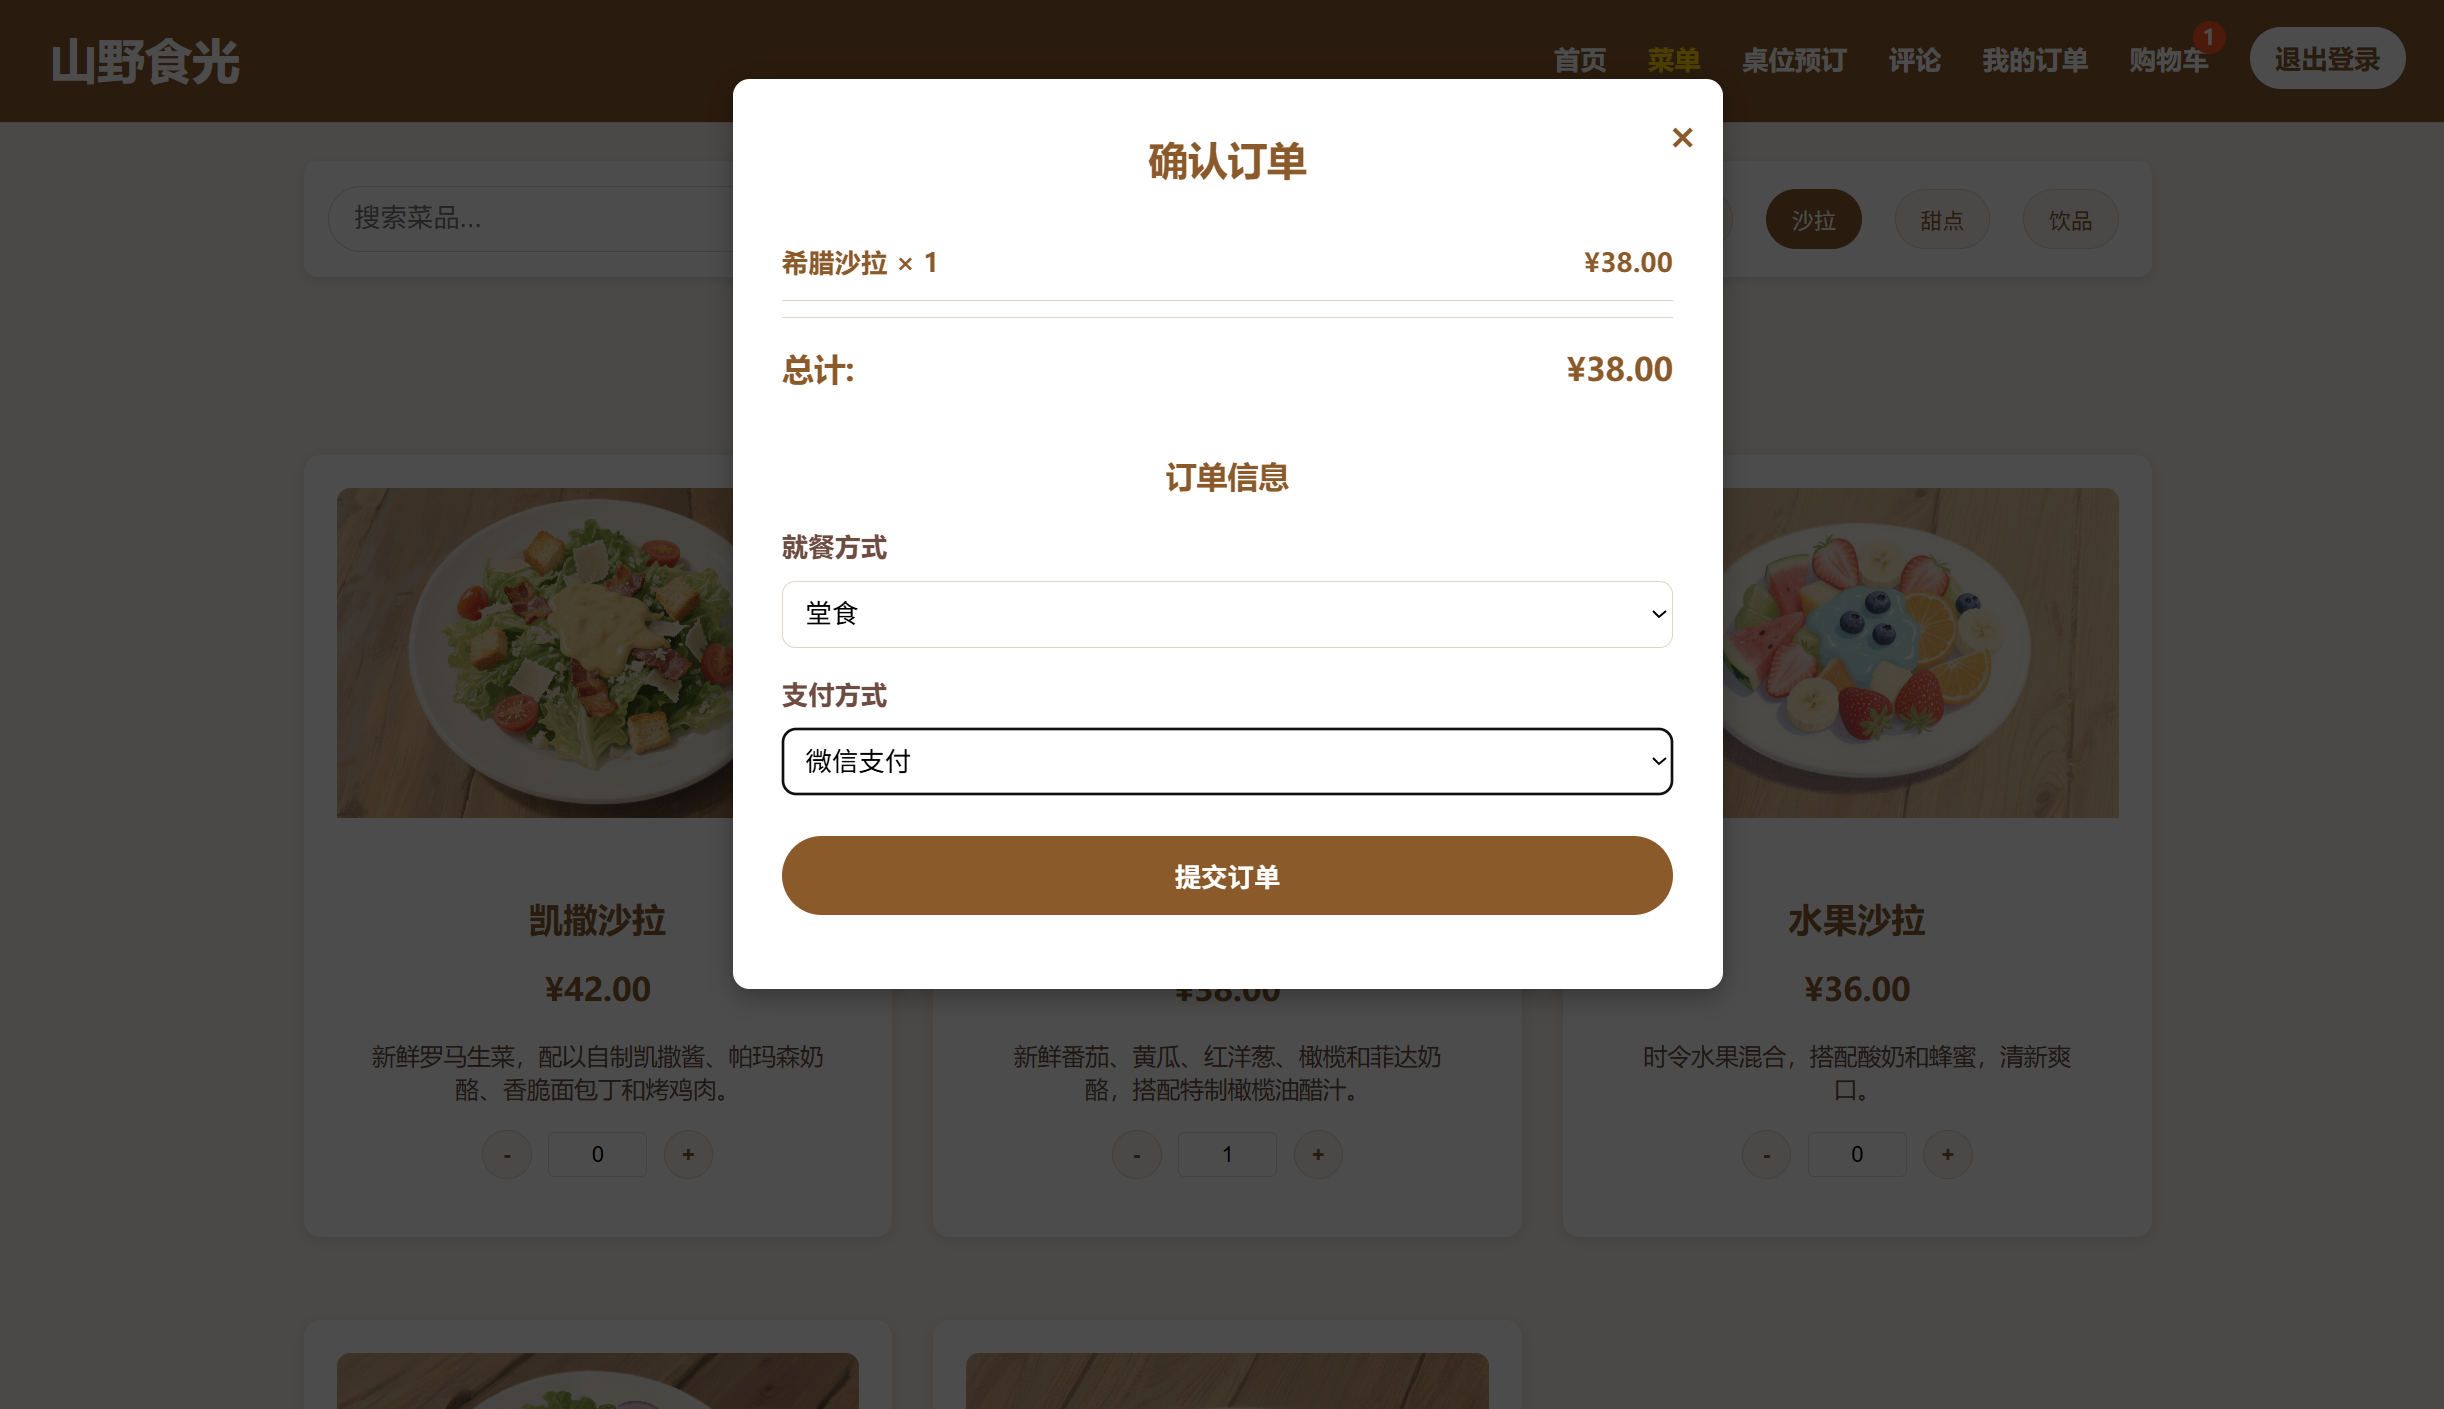 山野食光
首页
菜单
桌位预订
评论
我的订单
购物车
1
退出登录
搜索菜品...
沙拉
甜点
饮品
确认订单
×
希腊沙拉 × 1
¥38.00
总计:
¥38.00
订单信息
就餐方式
堂食
支付方式
微信支付
提交订单
凯撒沙拉
¥42.00
新鲜罗马生菜，配以自制凯撒酱、帕玛森奶
酪、香脆面包丁和烤鸡肉。
-
0
+
¥38.00
新鲜番茄、黄瓜、红洋葱、橄榄和菲达奶
酪，搭配特制橄榄油醋汁。
-
1
+
水果沙拉
¥36.00
时令水果混合，搭配酸奶和蜂蜜，清新爽
口。
-
0
+